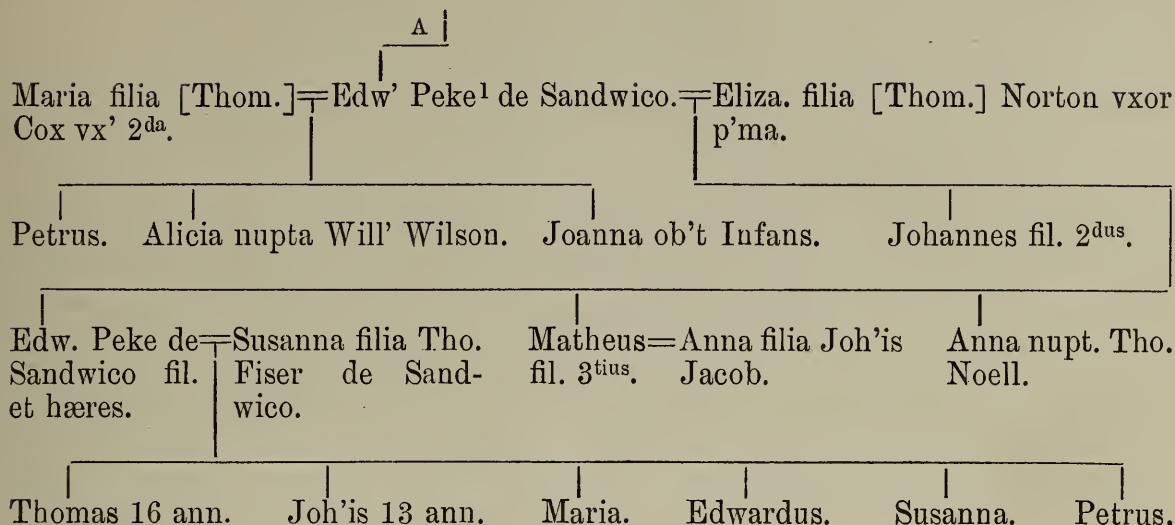 A
Maria filia [Thom.]=Edw' Peke¹ de Sandwico.=Eliza. filia [Thom.] Norton vxor
Cox vx' 2ᵈᵃ. p'ma.
Petrus. Alicia nupta Will' Wilson. Joanna ob't Infans. Johannes fil. 2ᵈᵘˢ.
Edw. Peke de=Susanna filia Tho. Matheus=Anna filia Joh'is Anna nupt. Tho.
Sandwico fil. Fiser de Sand- fil. 3ᵗⁱᵘˢ. Jacob. Noell.
et hæres. wico.
Thomas 16 ann. Joh'is 13 ann. Maria. Edwardus. Susanna. Petrus